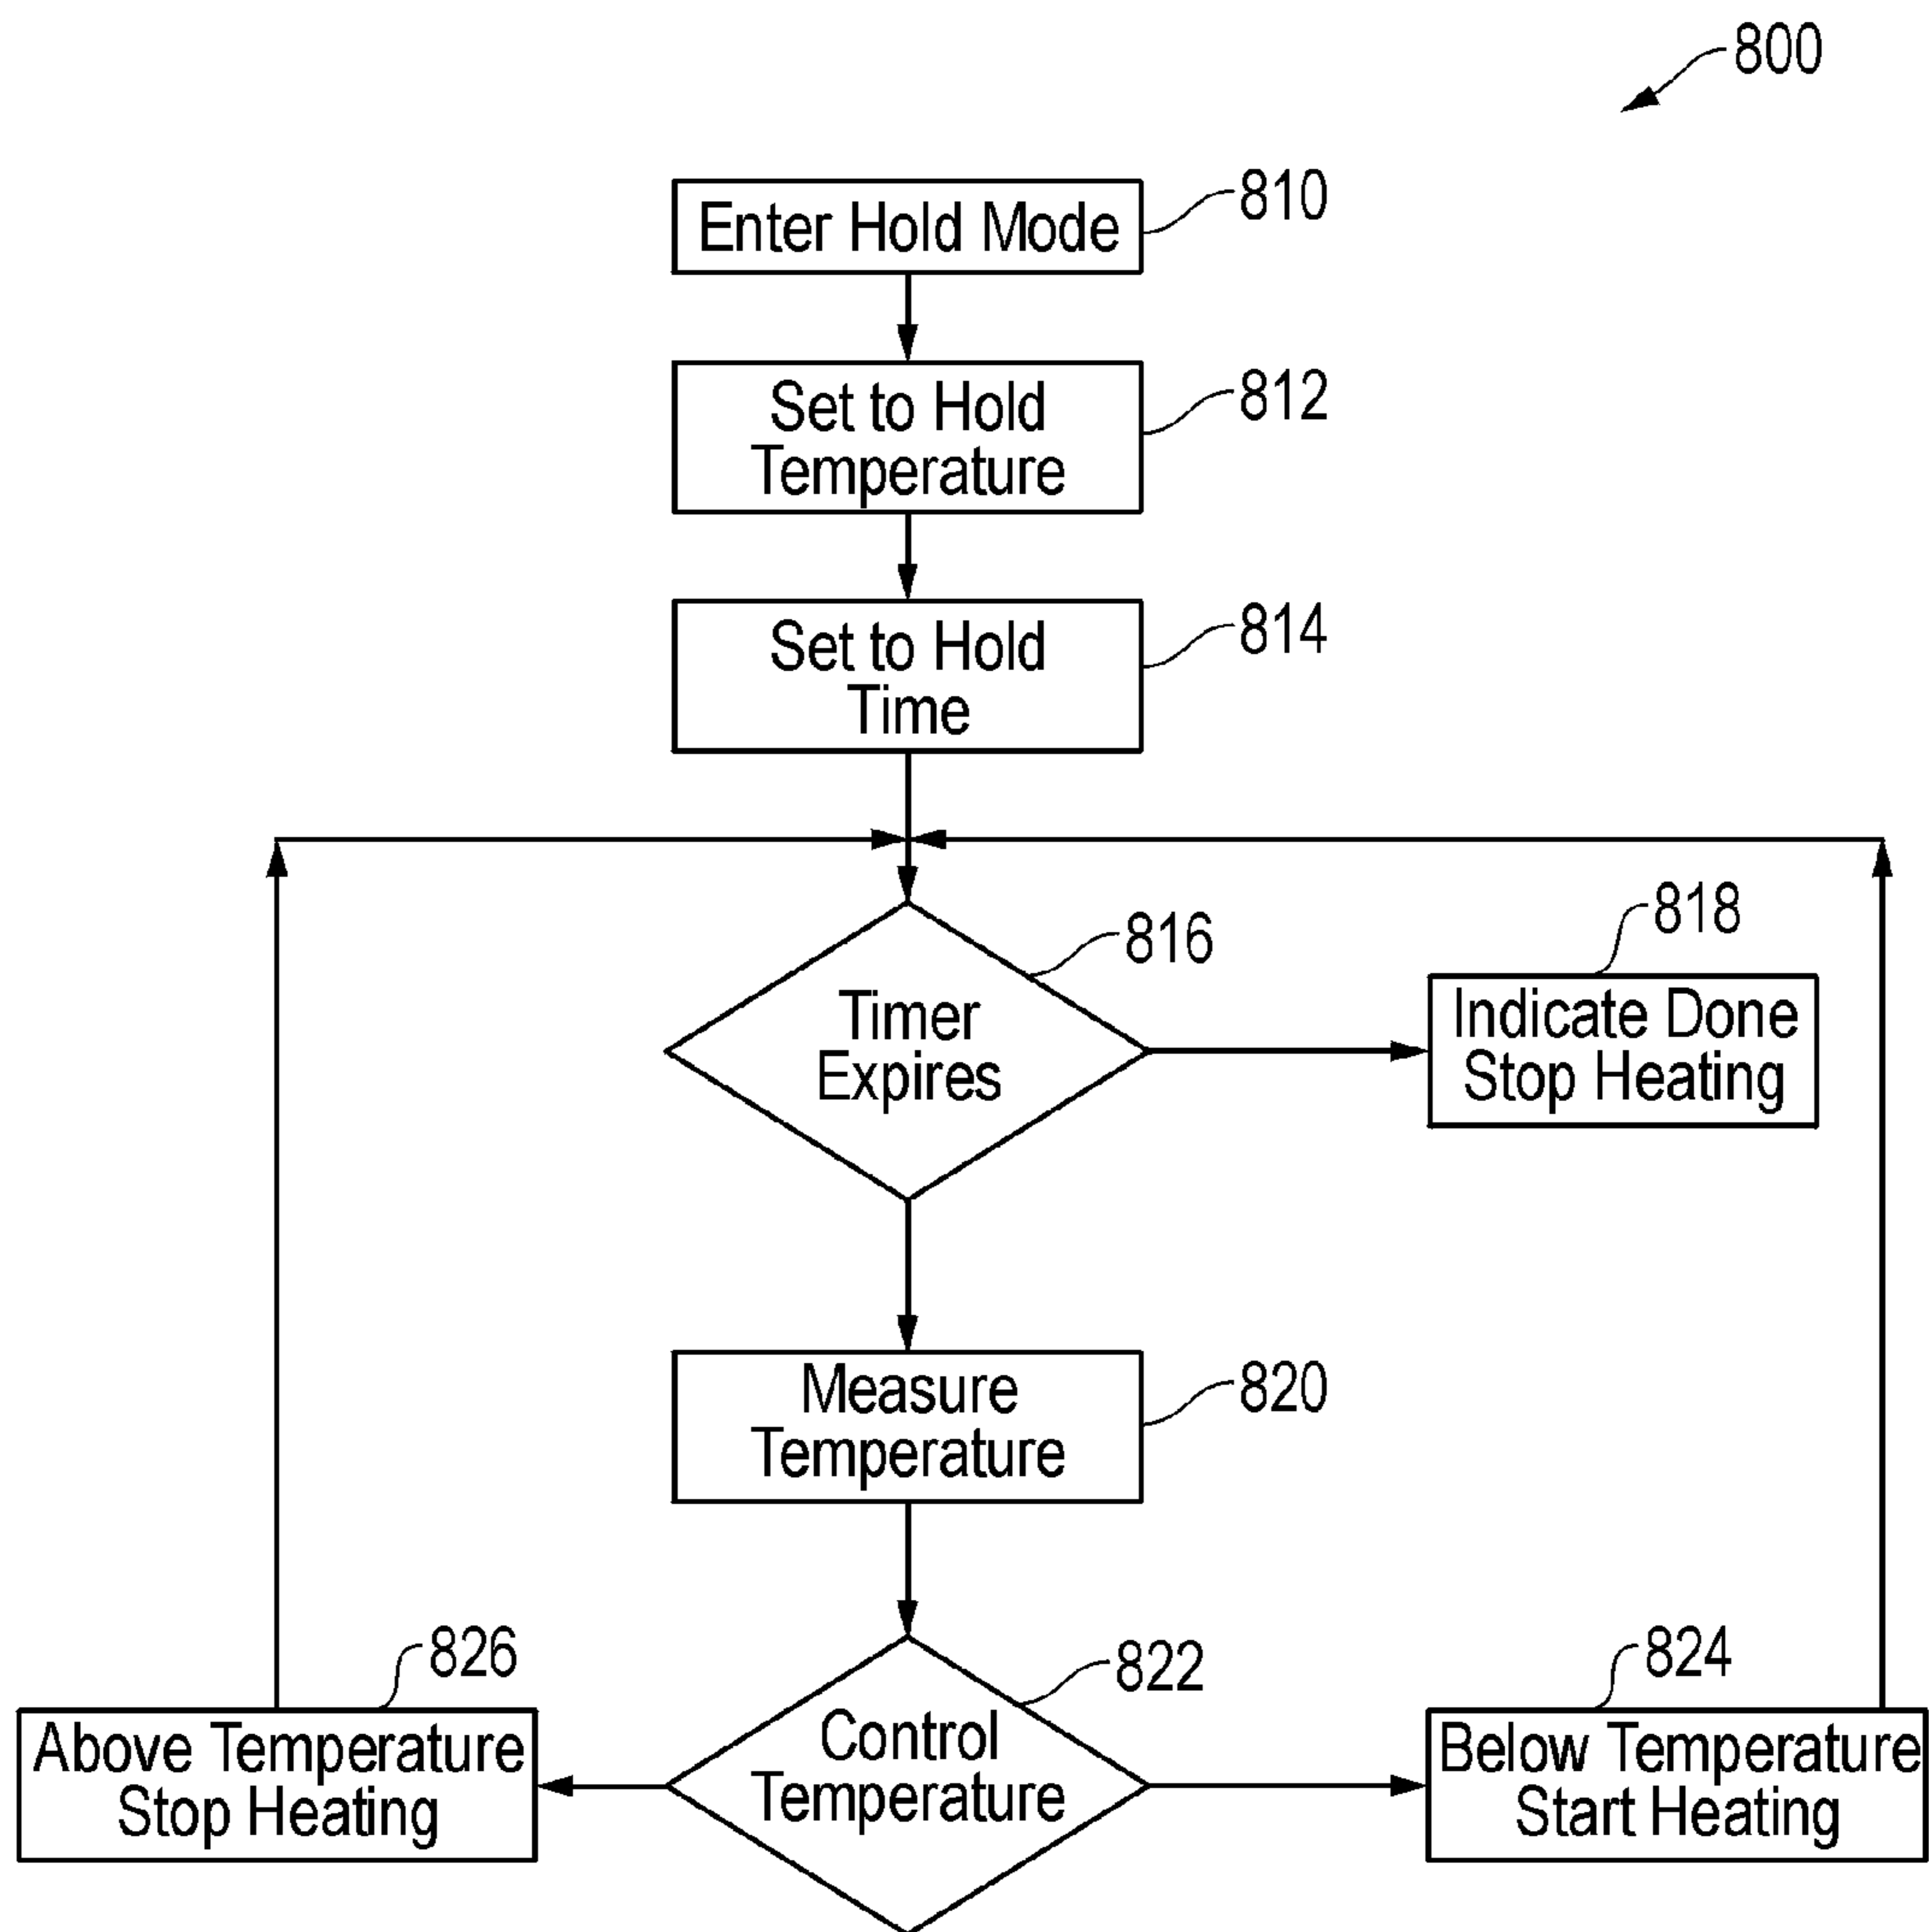 800
Enter Hold Mode
810
Set to Hold
Temperature
812
Set to Hold
Time
814
Timer
Expires
816
Indicate Done
Stop Heating
818
Measure
Temperature
820
Control
Temperature
822
Above Temperature
Stop Heating
826
Below Temperature
Start Heating
824